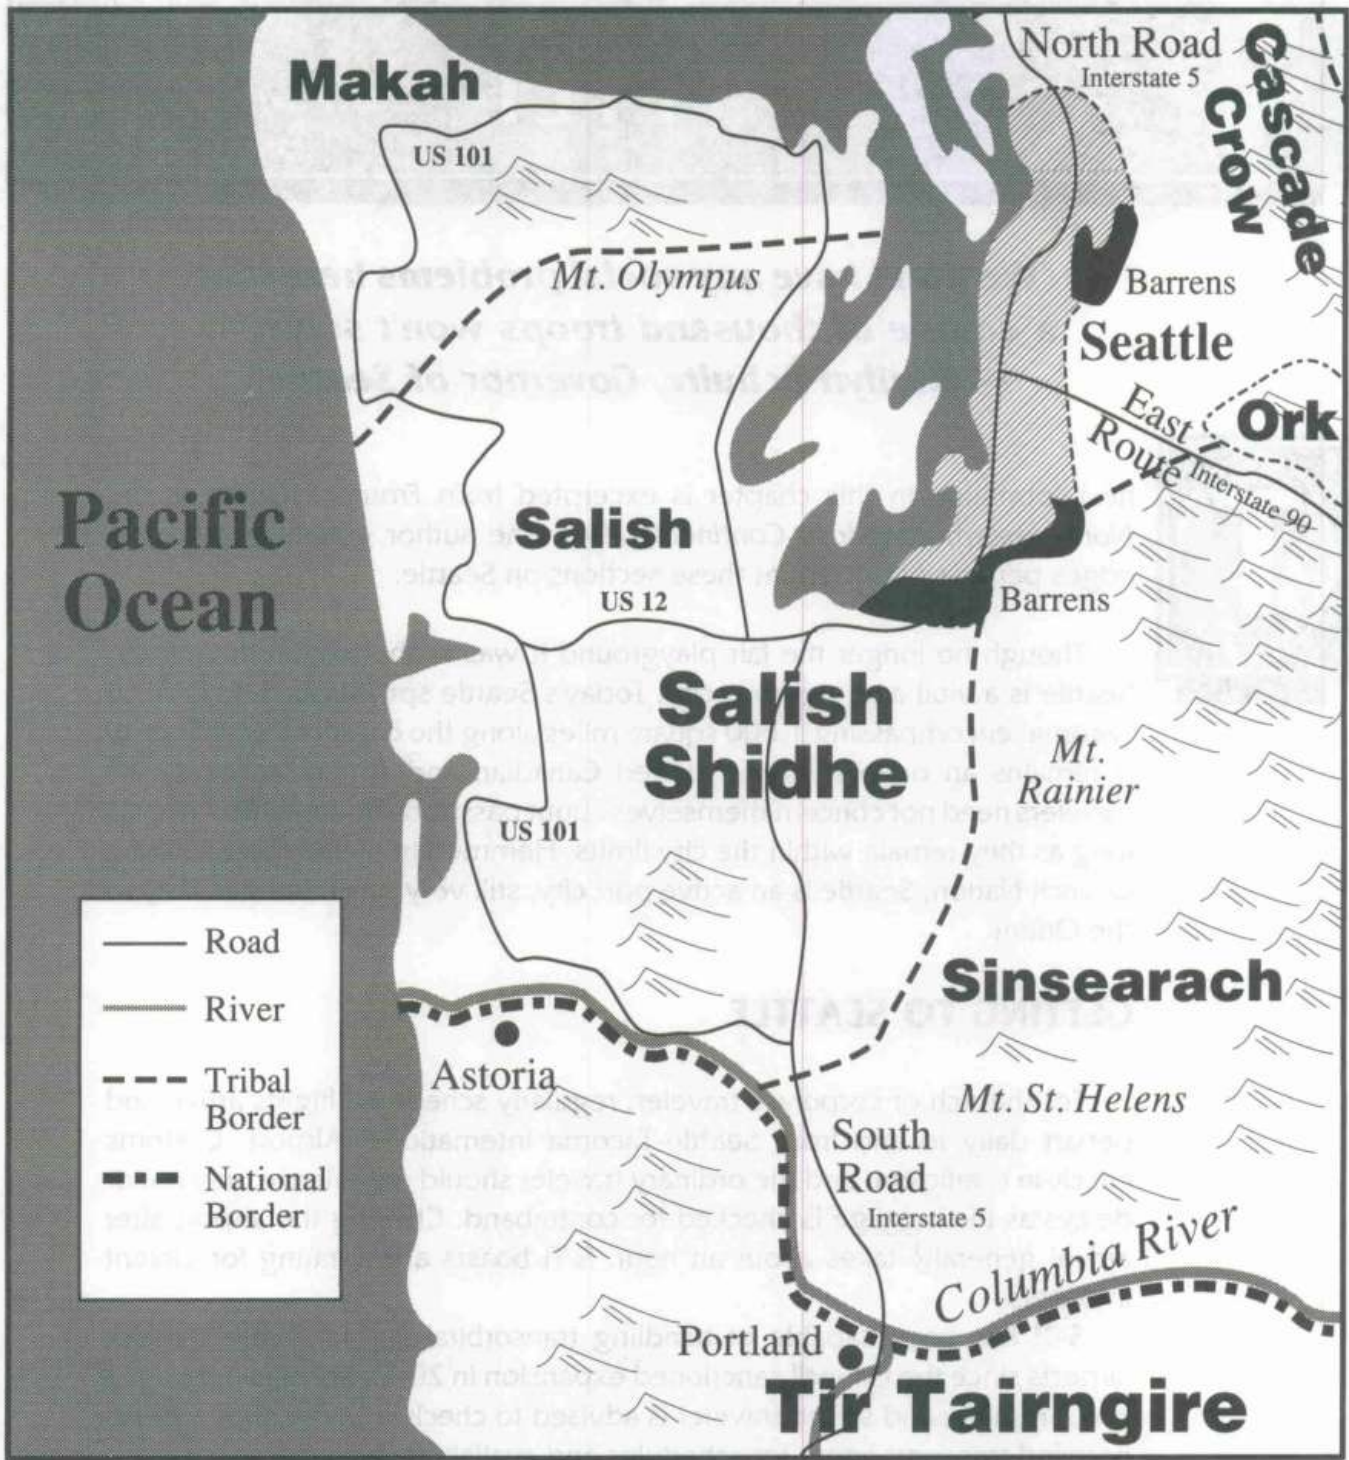 Makah
North Road
Interstate 5
Cascade
Crow
US 101
Mt. Olympus
Barrens
Seattle
East
Route
Interstate 90
Ork
Pacific
Ocean
Salish
US 12
Barrens
Salish
Shidhe
Mt.
Rainier
US 101
Road
River
Tribal
Border
National
Border
Sinsearach
Astoria
Mt. St. Helens
South
Road
Interstate 5
Columbia River
Portland
Tir Tairngire